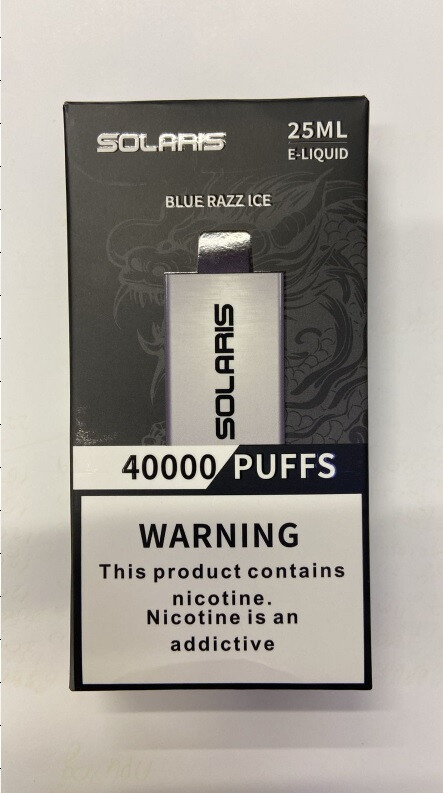 SOLARIS
25ML
E-LIQUID
BLUE RAZZ ICE
SOLARIS
40000 PUFFS
WARNING
This product contains
nicotine.
Nicotine is an
addictive